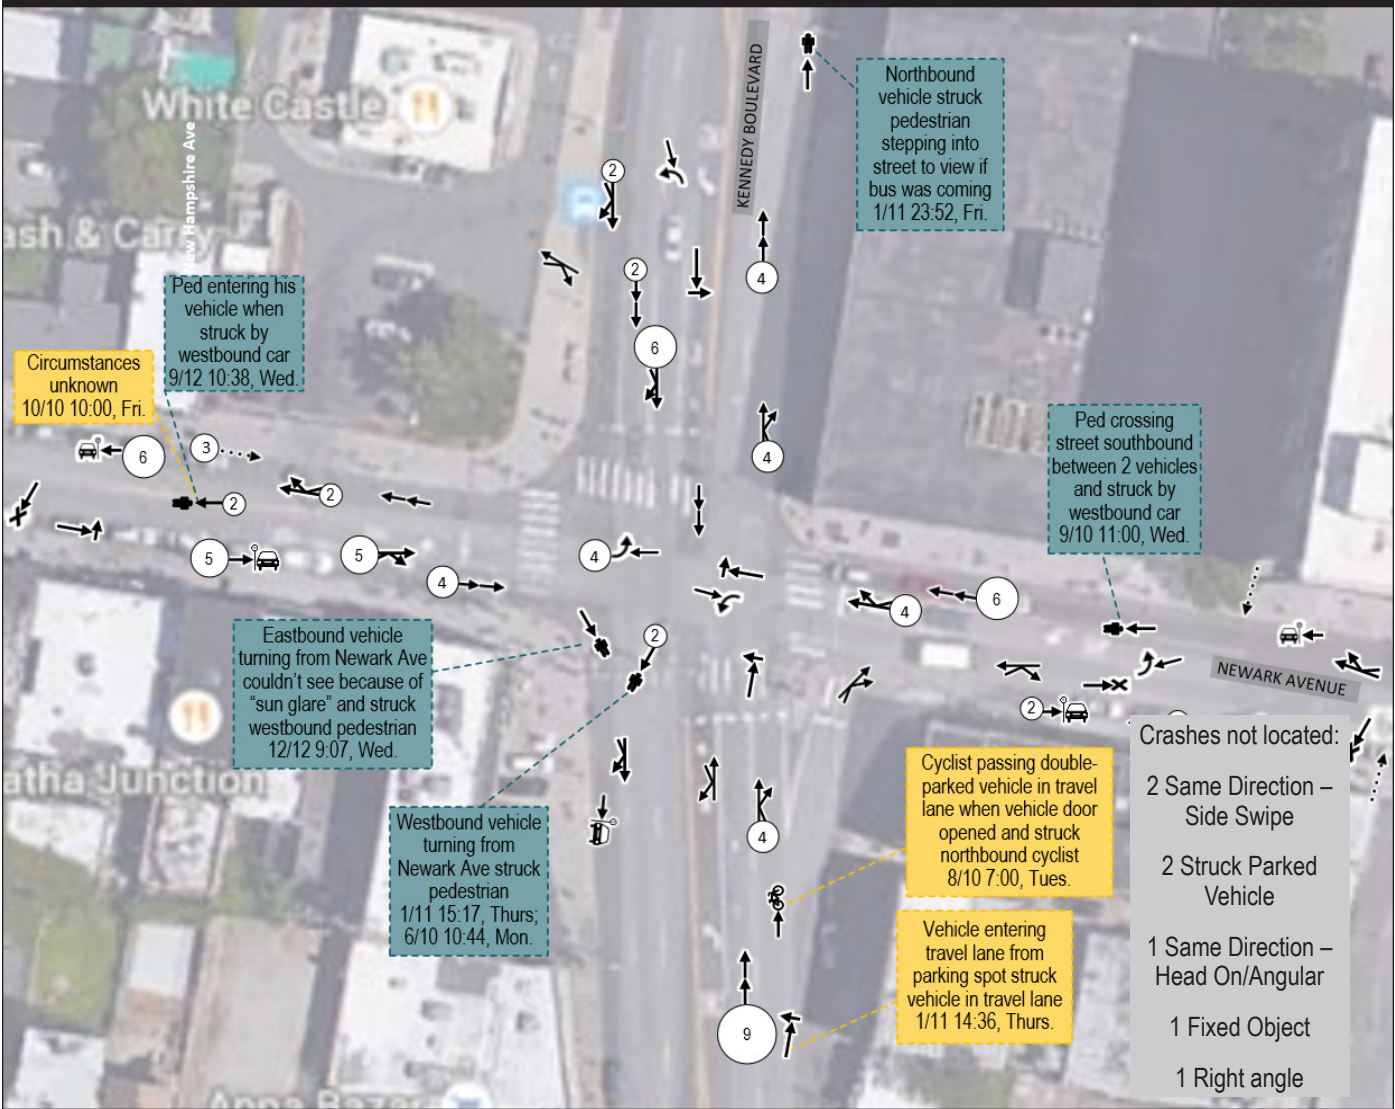 KENNEDY BOULEVARD
Northbound
vehicle struck
pedestrian
stepping into
street to view if
bus was coming
1/11 23:52, Fri.
White Castle
New Hampshire Ave
ash & Carry
2
2
4
6
Ped entering his
vehicle when
struck by
westbound car
9/12 10:38, Wed.
Circumstances
unknown
10/10 10:00, Fri.
Ped crossing
street southbound
between 2 vehicles
and struck by
westbound car
9/10 11:00, Wed.
6
3
4
2
2
5
5
4
4
4
6
Eastbound vehicle
turning from Newark Ave
couldn't see because of
“sun glare” and struck
westbound pedestrian
12/12 9:07, Wed.
2
NEWARK AVENUE
2
atha Junction
Westbound vehicle
turning from
Newark Ave struck
pedestrian
1/11 15:17, Thurs;
6/10 10:44, Mon.
4
Cyclist passing double-
parked vehicle in travel
lane when vehicle door
opened and struck
northbound cyclist
8/10 7:00, Tues.
Vehicle entering
travel lane from
parking spot struck
vehicle in travel lane
1/11 14:36, Thurs.
9
Crashes not located:
2 Same Direction –
Side Swipe
2 Struck Parked
Vehicle
1 Same Direction –
Head On/Angular
1 Fixed Object
1 Right angle
Apna Bazar